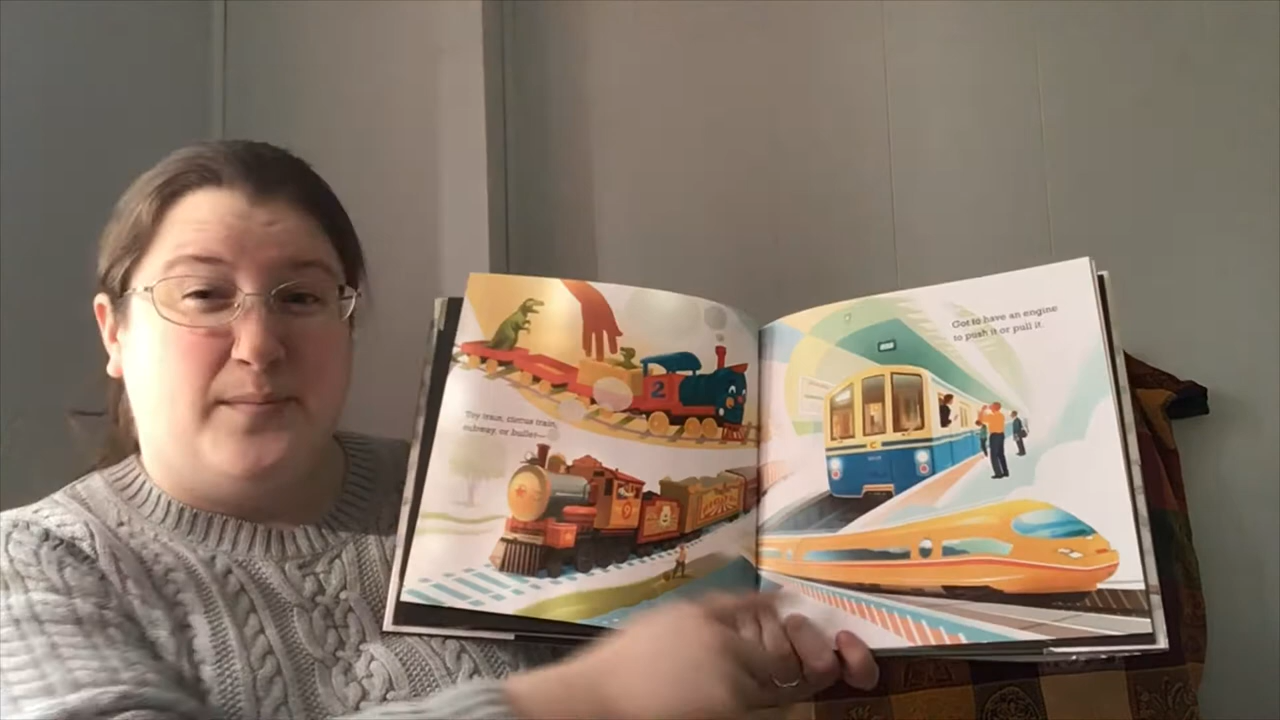 Toy train, circus train,
subway, or bullet—
Got to have an engine
to push it or pull it.
2
9
C